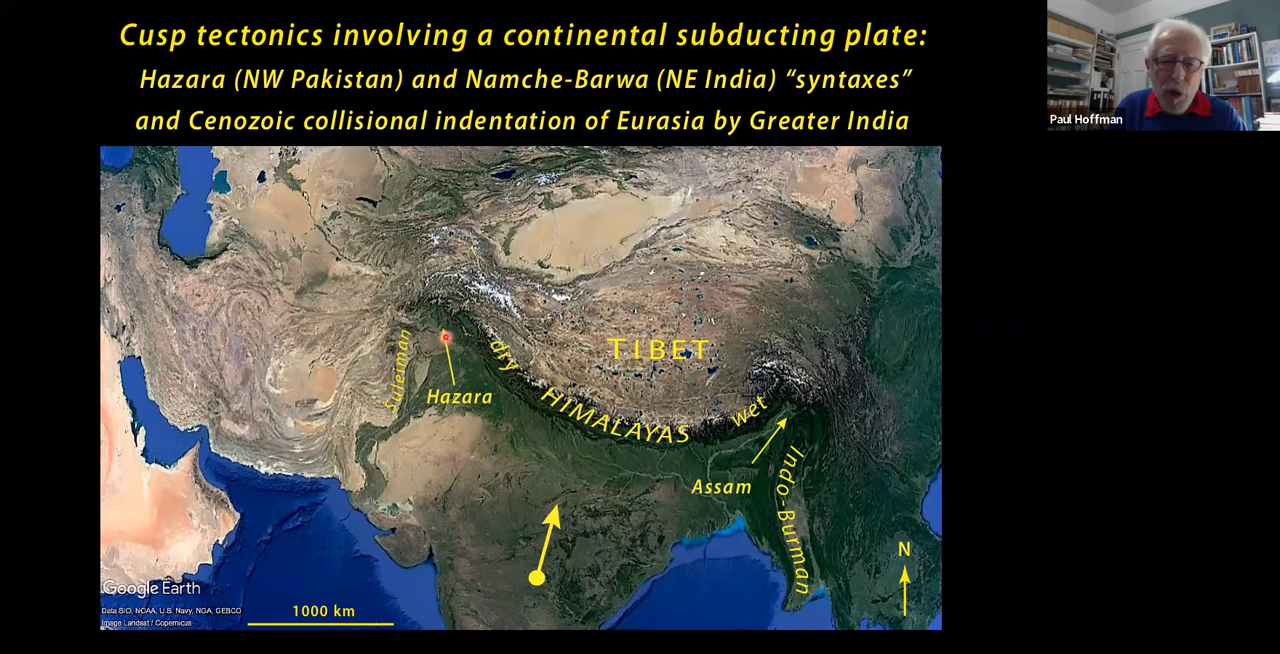 Cusp tectonics involving a continental subducting plate:
Hazara (NW Pakistan) and Namche-Barwa (NE India) “syntaxes”
and Cenozoic collisional indentation of Eurasia by Greater India
Paul Hoffman
Suleiman
Hazara
dry
HIMALAYAS
wet
TIBET
Assam
Indo-Burman
N
Google Earth
Data SIO, NOAA, U.S. Navy, NGA, GEBCO
Image Landsat / Copernicus
1000 km